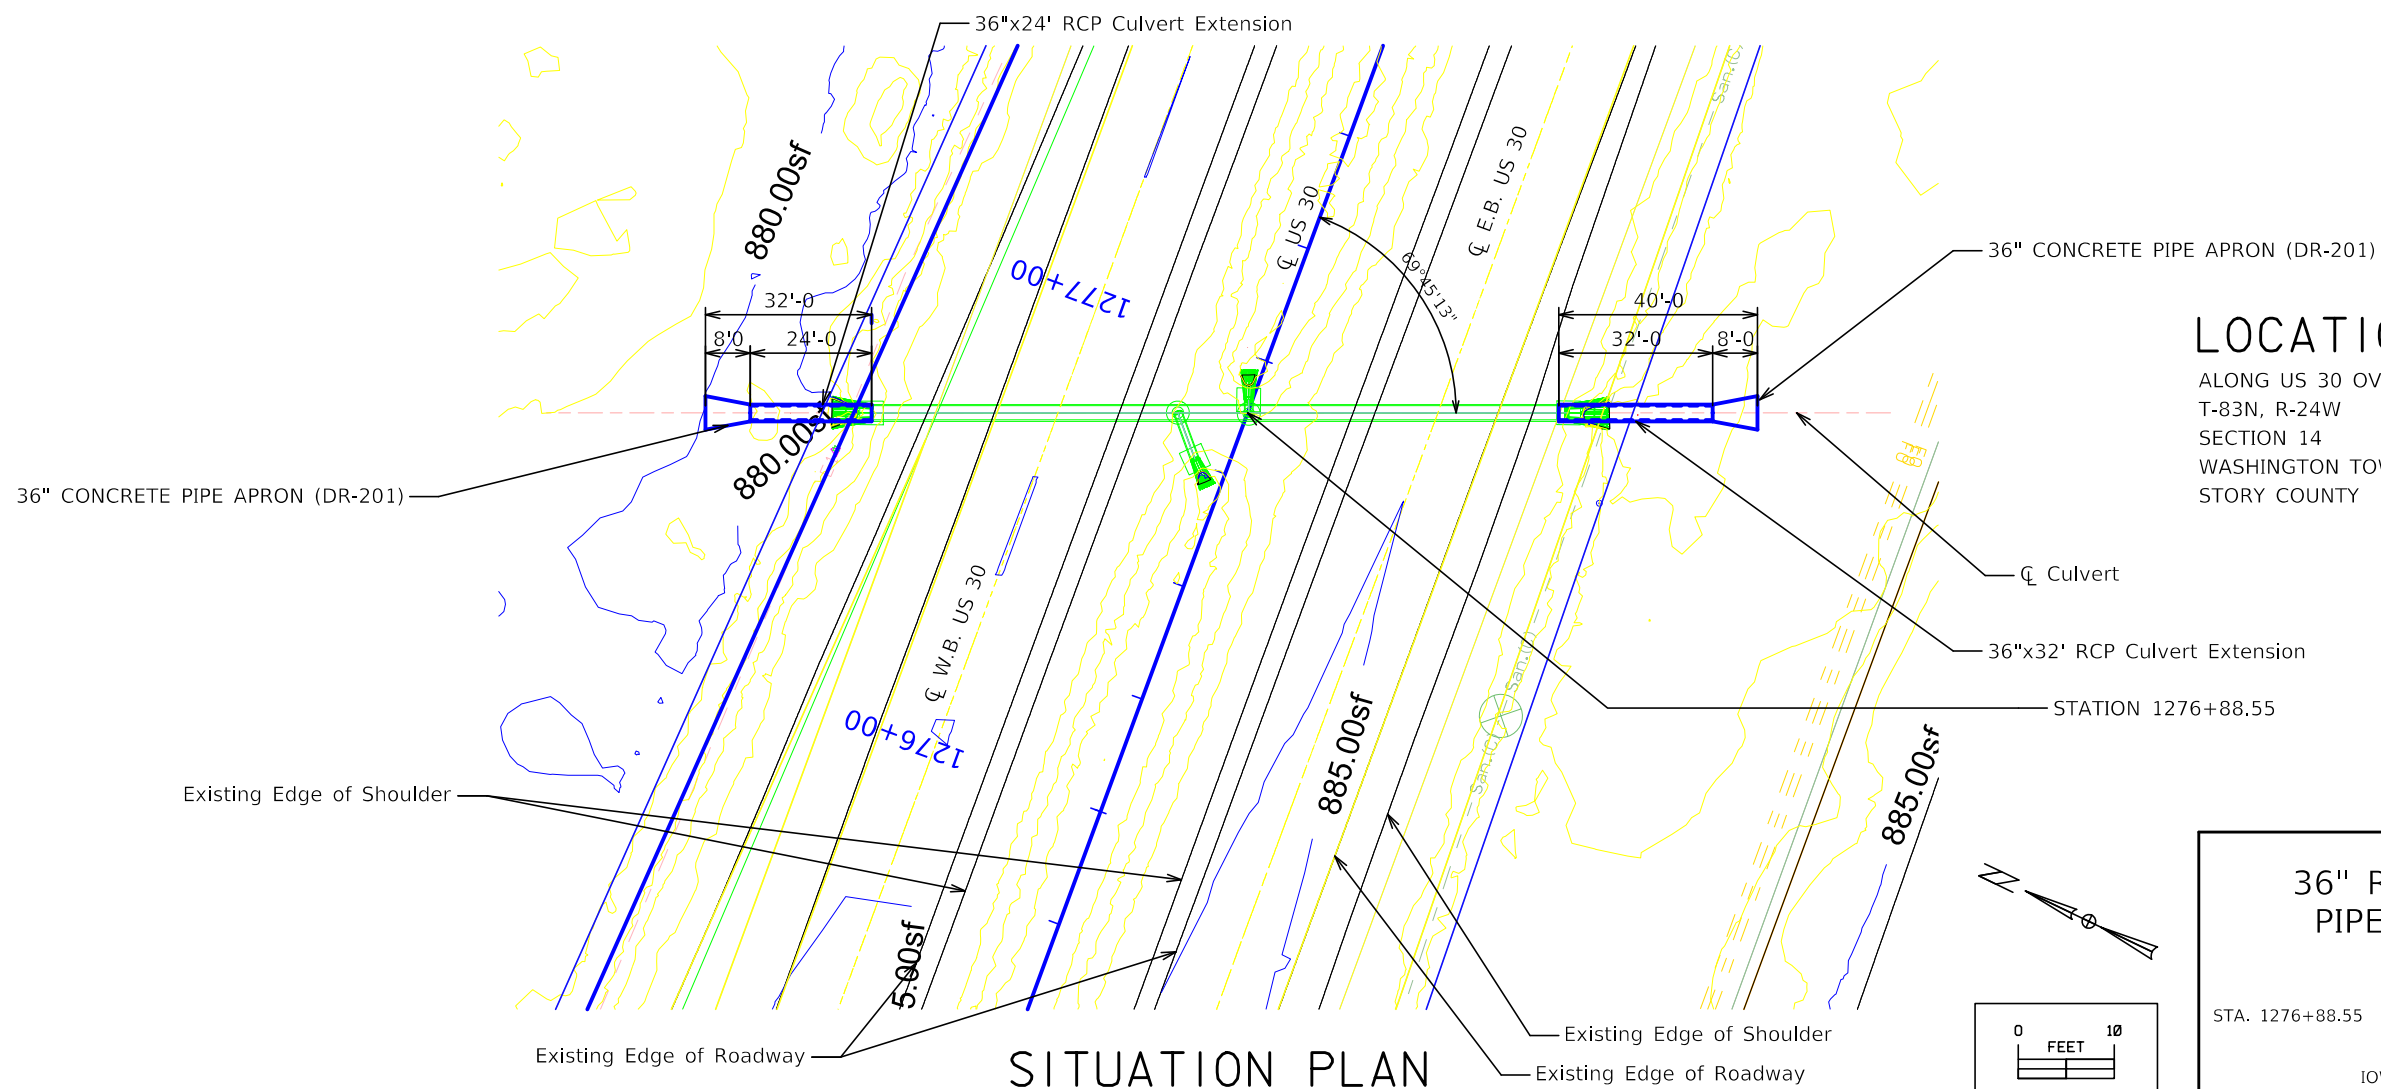 36"x24' RCP Culvert Extension
San.(C)
880.00sf
℄ US 30
℄ E.B. US 30
69°45'13"
1277+00
36" CONCRETE PIPE APRON (DR-201)
32'-0
8'0
24'-0
40'-0
32'-0
8'-0
LOCATIO
ALONG US 30 OV
T-83N, R-24W
SECTION 14
WASHINGTON TO
STORY COUNTY
880.00sf
36" CONCRETE PIPE APRON (DR-201)
℄ Culvert
℄ W.B. US 30
36"x32' RCP Culvert Extension
San.(C)
STATION 1276+88.55
1276+00
885.00sf
San.(C)
885.00sf
Existing Edge of Shoulder
N
36" R
PIPE
5.00sf
STA. 1276+88.55
Existing Edge of Shoulder
Existing Edge of Roadway
0 10
FEET
SITUATION PLAN
Existing Edge of Roadway
IO